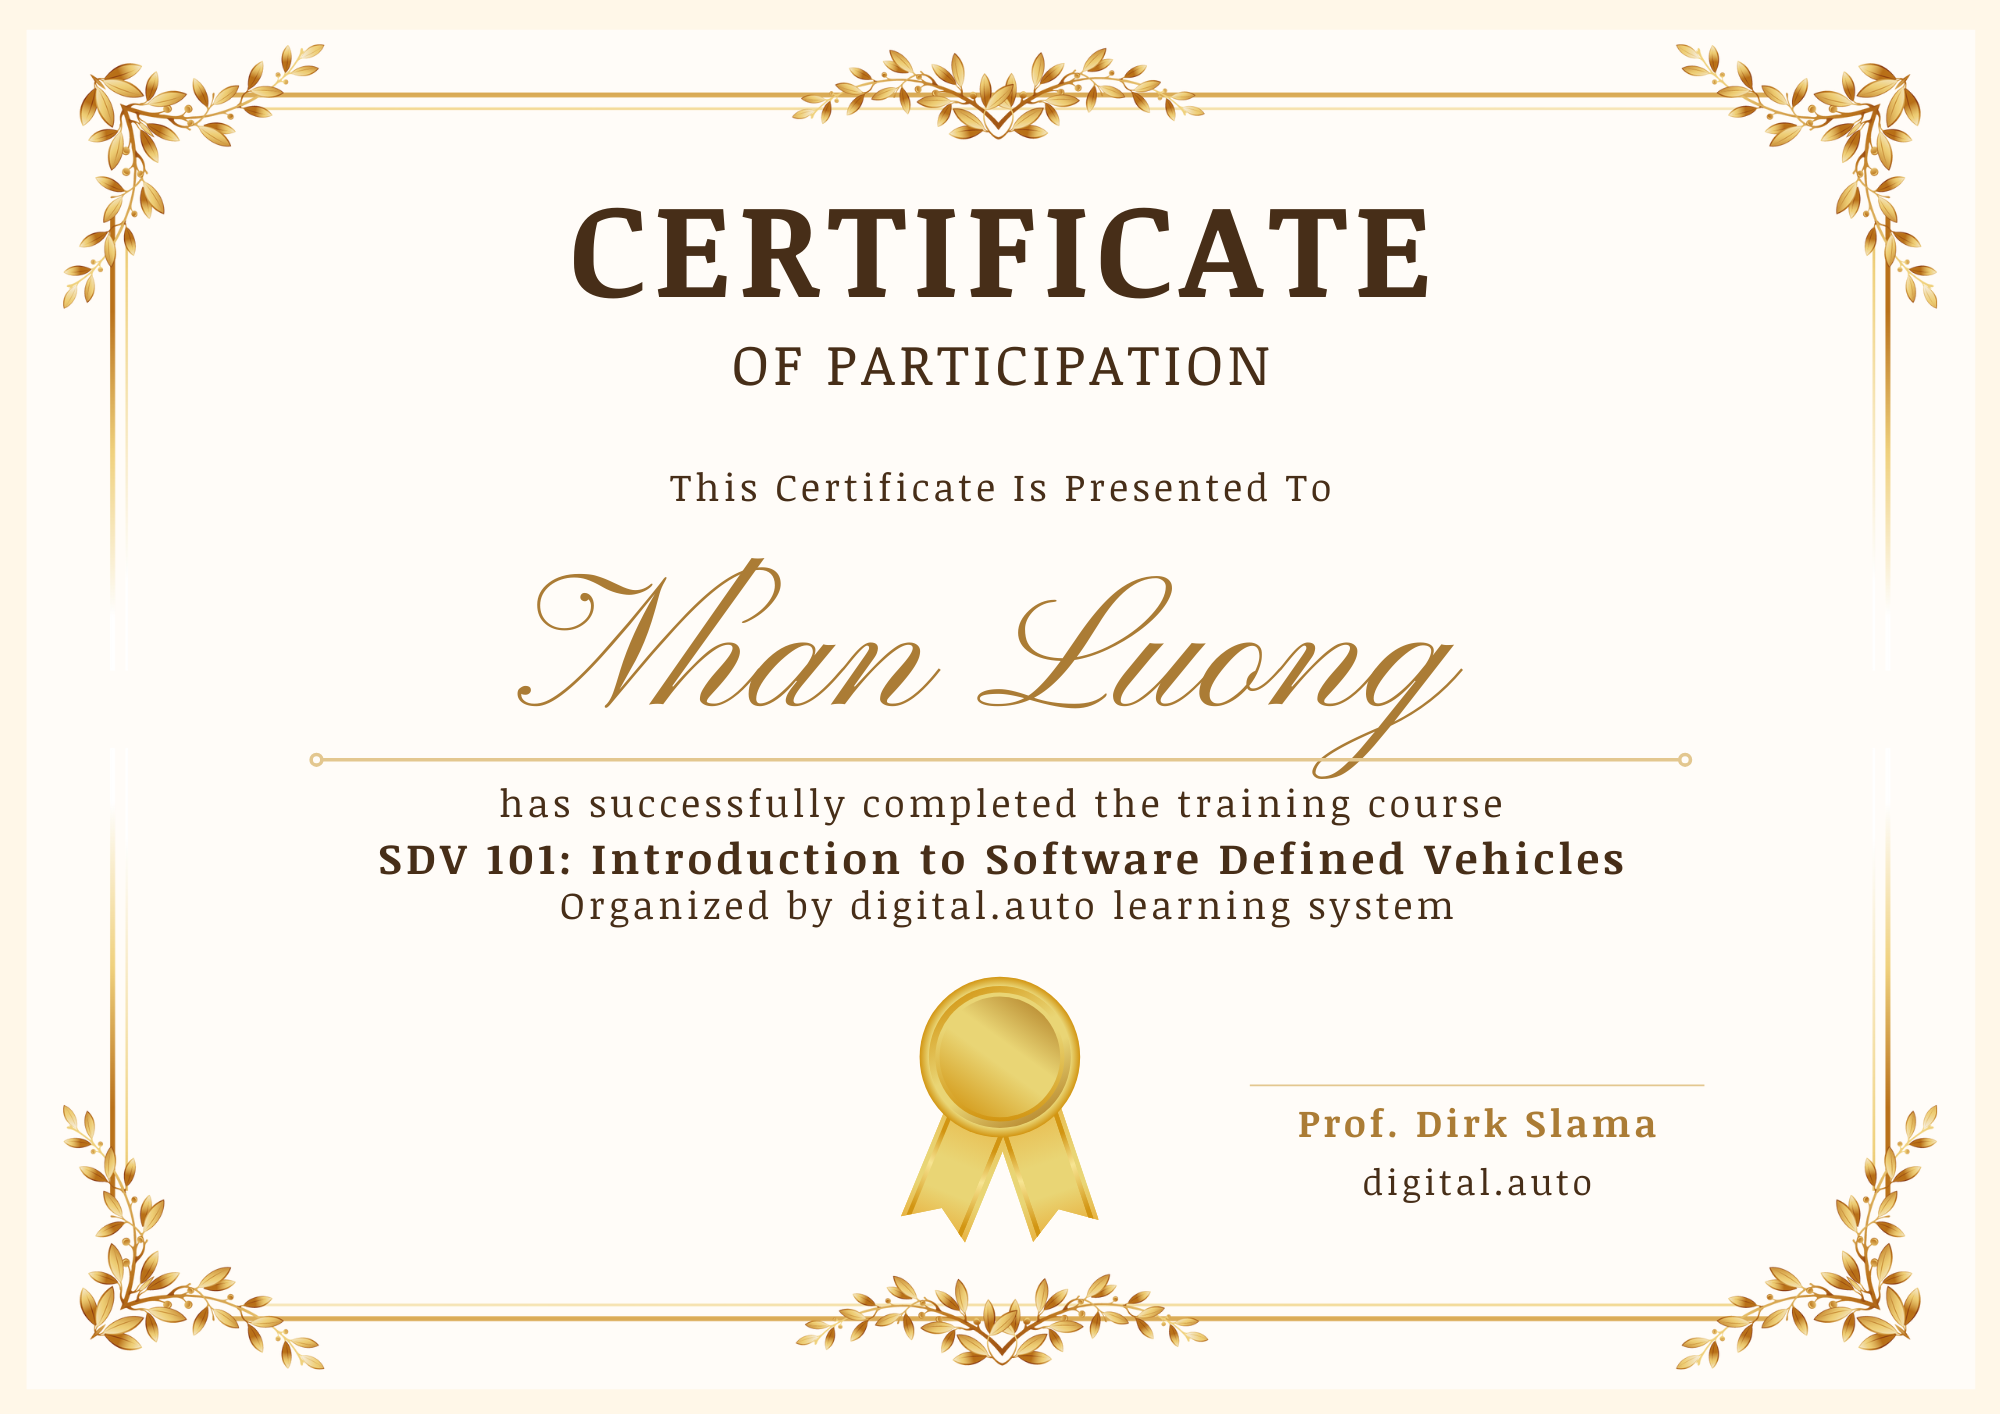 CERTIFICATE
OF PARTICIPATION
This Certificate Is Presented To
Nhan Luong
has successfully completed the training course
SDV 101: Introduction to Software Defined Vehicles
Organized by digital.auto learning system
Prof. Dirk Slama
digital.auto